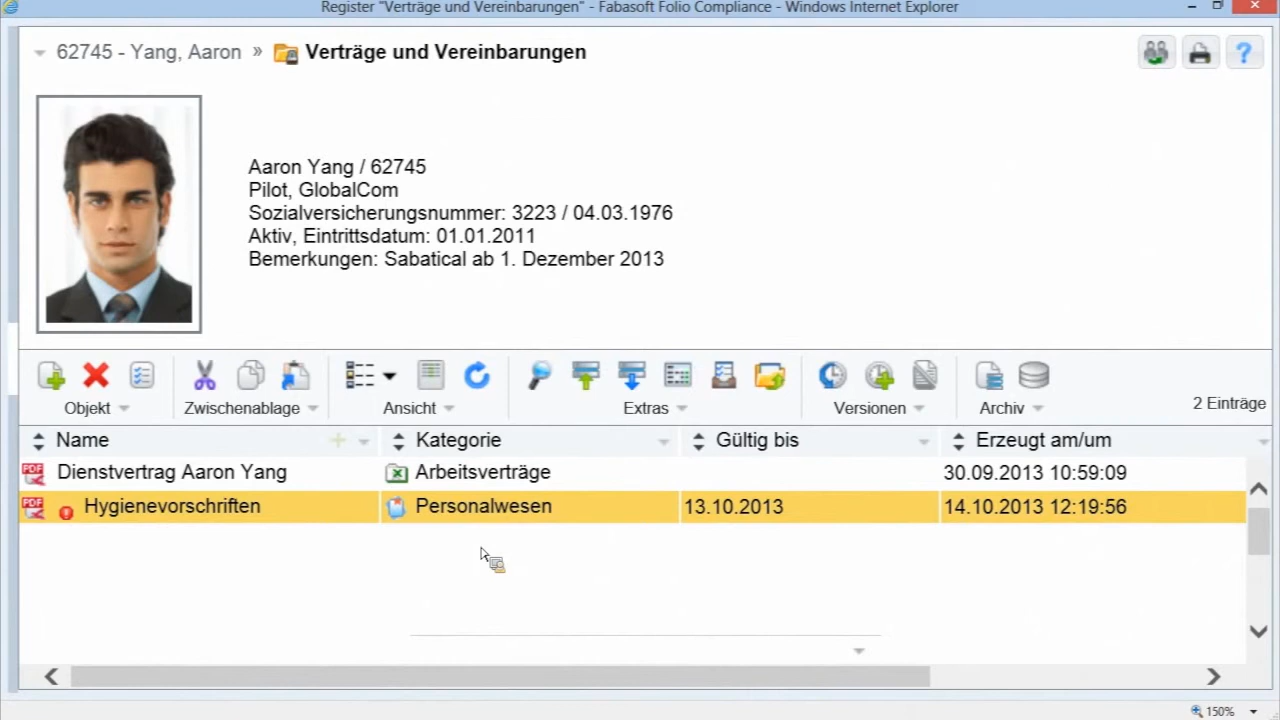 Register "Verträge und Vereinbarungen" - Fabasoft Folio Compliance - Windows Internet Explorer
62745 - Yang, Aaron » Verträge und Vereinbarungen
Aaron Yang / 62745
Pilot, GlobalCom
Sozialversicherungsnummer: 3223 / 04.03.1976
Aktiv, Eintrittsdatum: 01.01.2011
Bemerkungen: Sabatical ab 1. Dezember 2013
Objekt Zwischenablage Ansicht Extras Versionen Archiv 2 Einträge
Name Kategorie Gültig bis Erzeugt am/um
PDF Dienstvertrag Aaron Yang Arbeitsverträge 30.09.2013 10:59:09
PDF Hygienevorschriften Personalwesen 13.10.2013 14.10.2013 12:19:56
150%